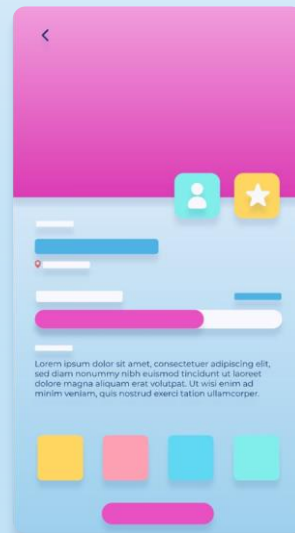 Lorem ipsum dolor sit amet, consectetuer adipiscing elit,
sed diam nonummy nibh euismod tincidunt ut laoreet
dolore magna aliquam erat volutpat. Ut wisi enim ad
minim veniam, quis nostrud exerci tation ullamcorper.